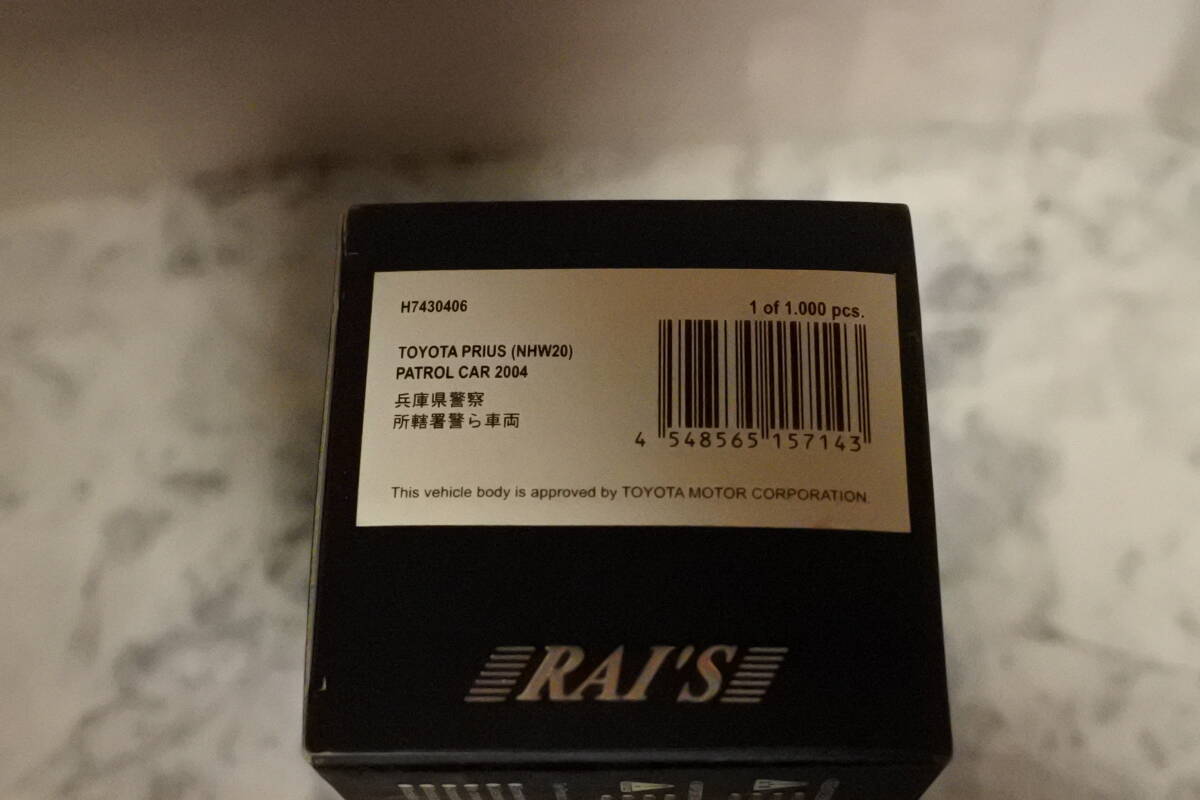 H7430406
1 of 1.000 pcs.
TOYOTA PRIUS (NHW20)
PATROL CAR 2004
兵庫県警察
所轄署警ら車両
4 548565 157143
This vehicle body is approved by TOYOTA MOTOR CORPORATION.
RAI'S